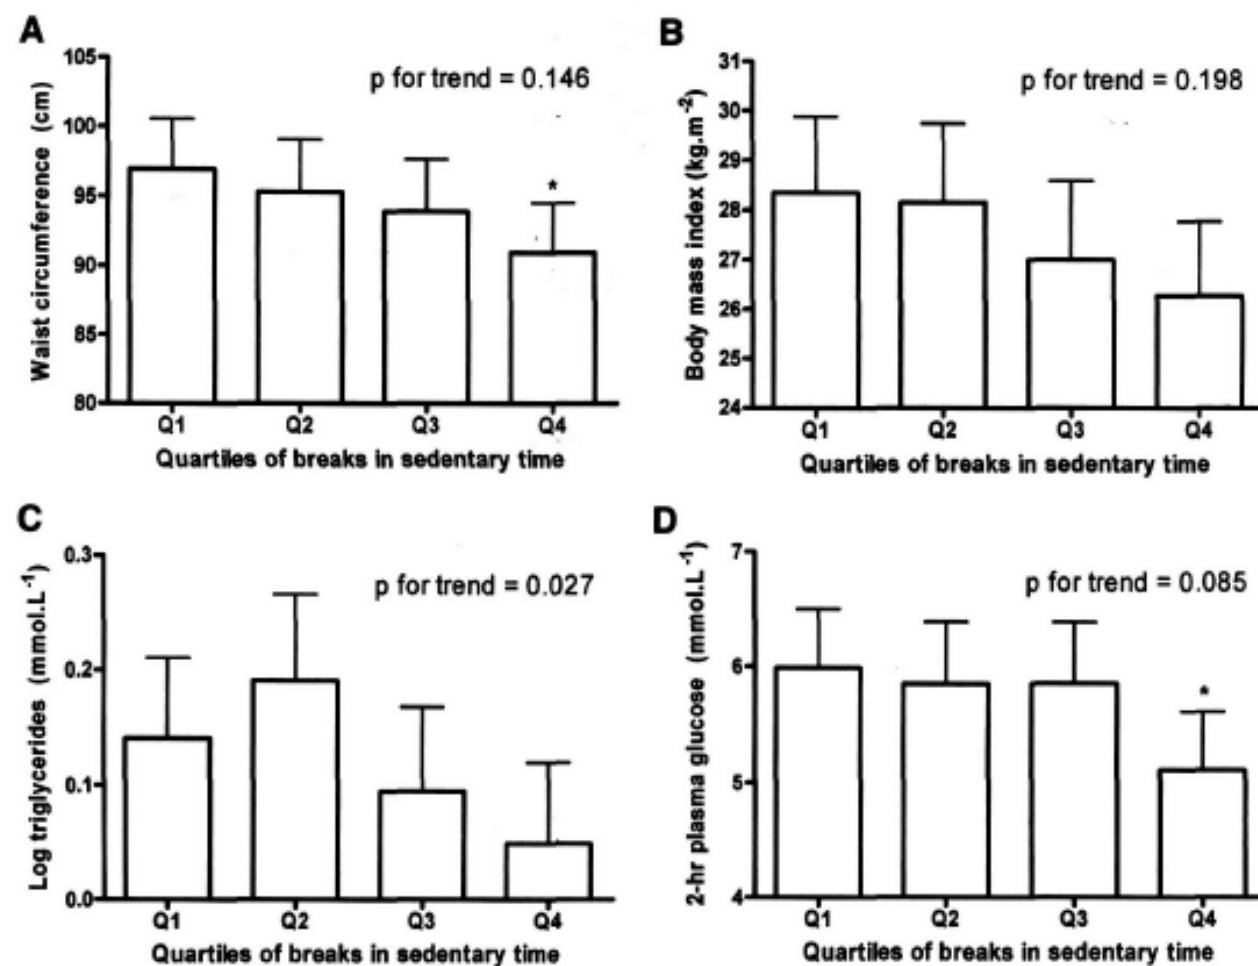 A
p for trend = 0.146
Waist circumference (cm)
105
100
95
90
85
80
*
Q1 Q2 Q3 Q4
Quartiles of breaks in sedentary time
B
p for trend = 0.198
Body mass index (kg.m⁻²)
31
30
29
28
27
26
25
24
Q1 Q2 Q3 Q4
Quartiles of breaks in sedentary time
C
p for trend = 0.027
Log triglycerides (mmol.L⁻¹)
0.3
0.2
0.1
0.0
Q1 Q2 Q3 Q4
Quartiles of breaks in sedentary time
D
p for trend = 0.085
2-hr plasma glucose (mmol.L⁻¹)
7
6
5
4
*
Q1 Q2 Q3 Q4
Quartiles of breaks in sedentary time